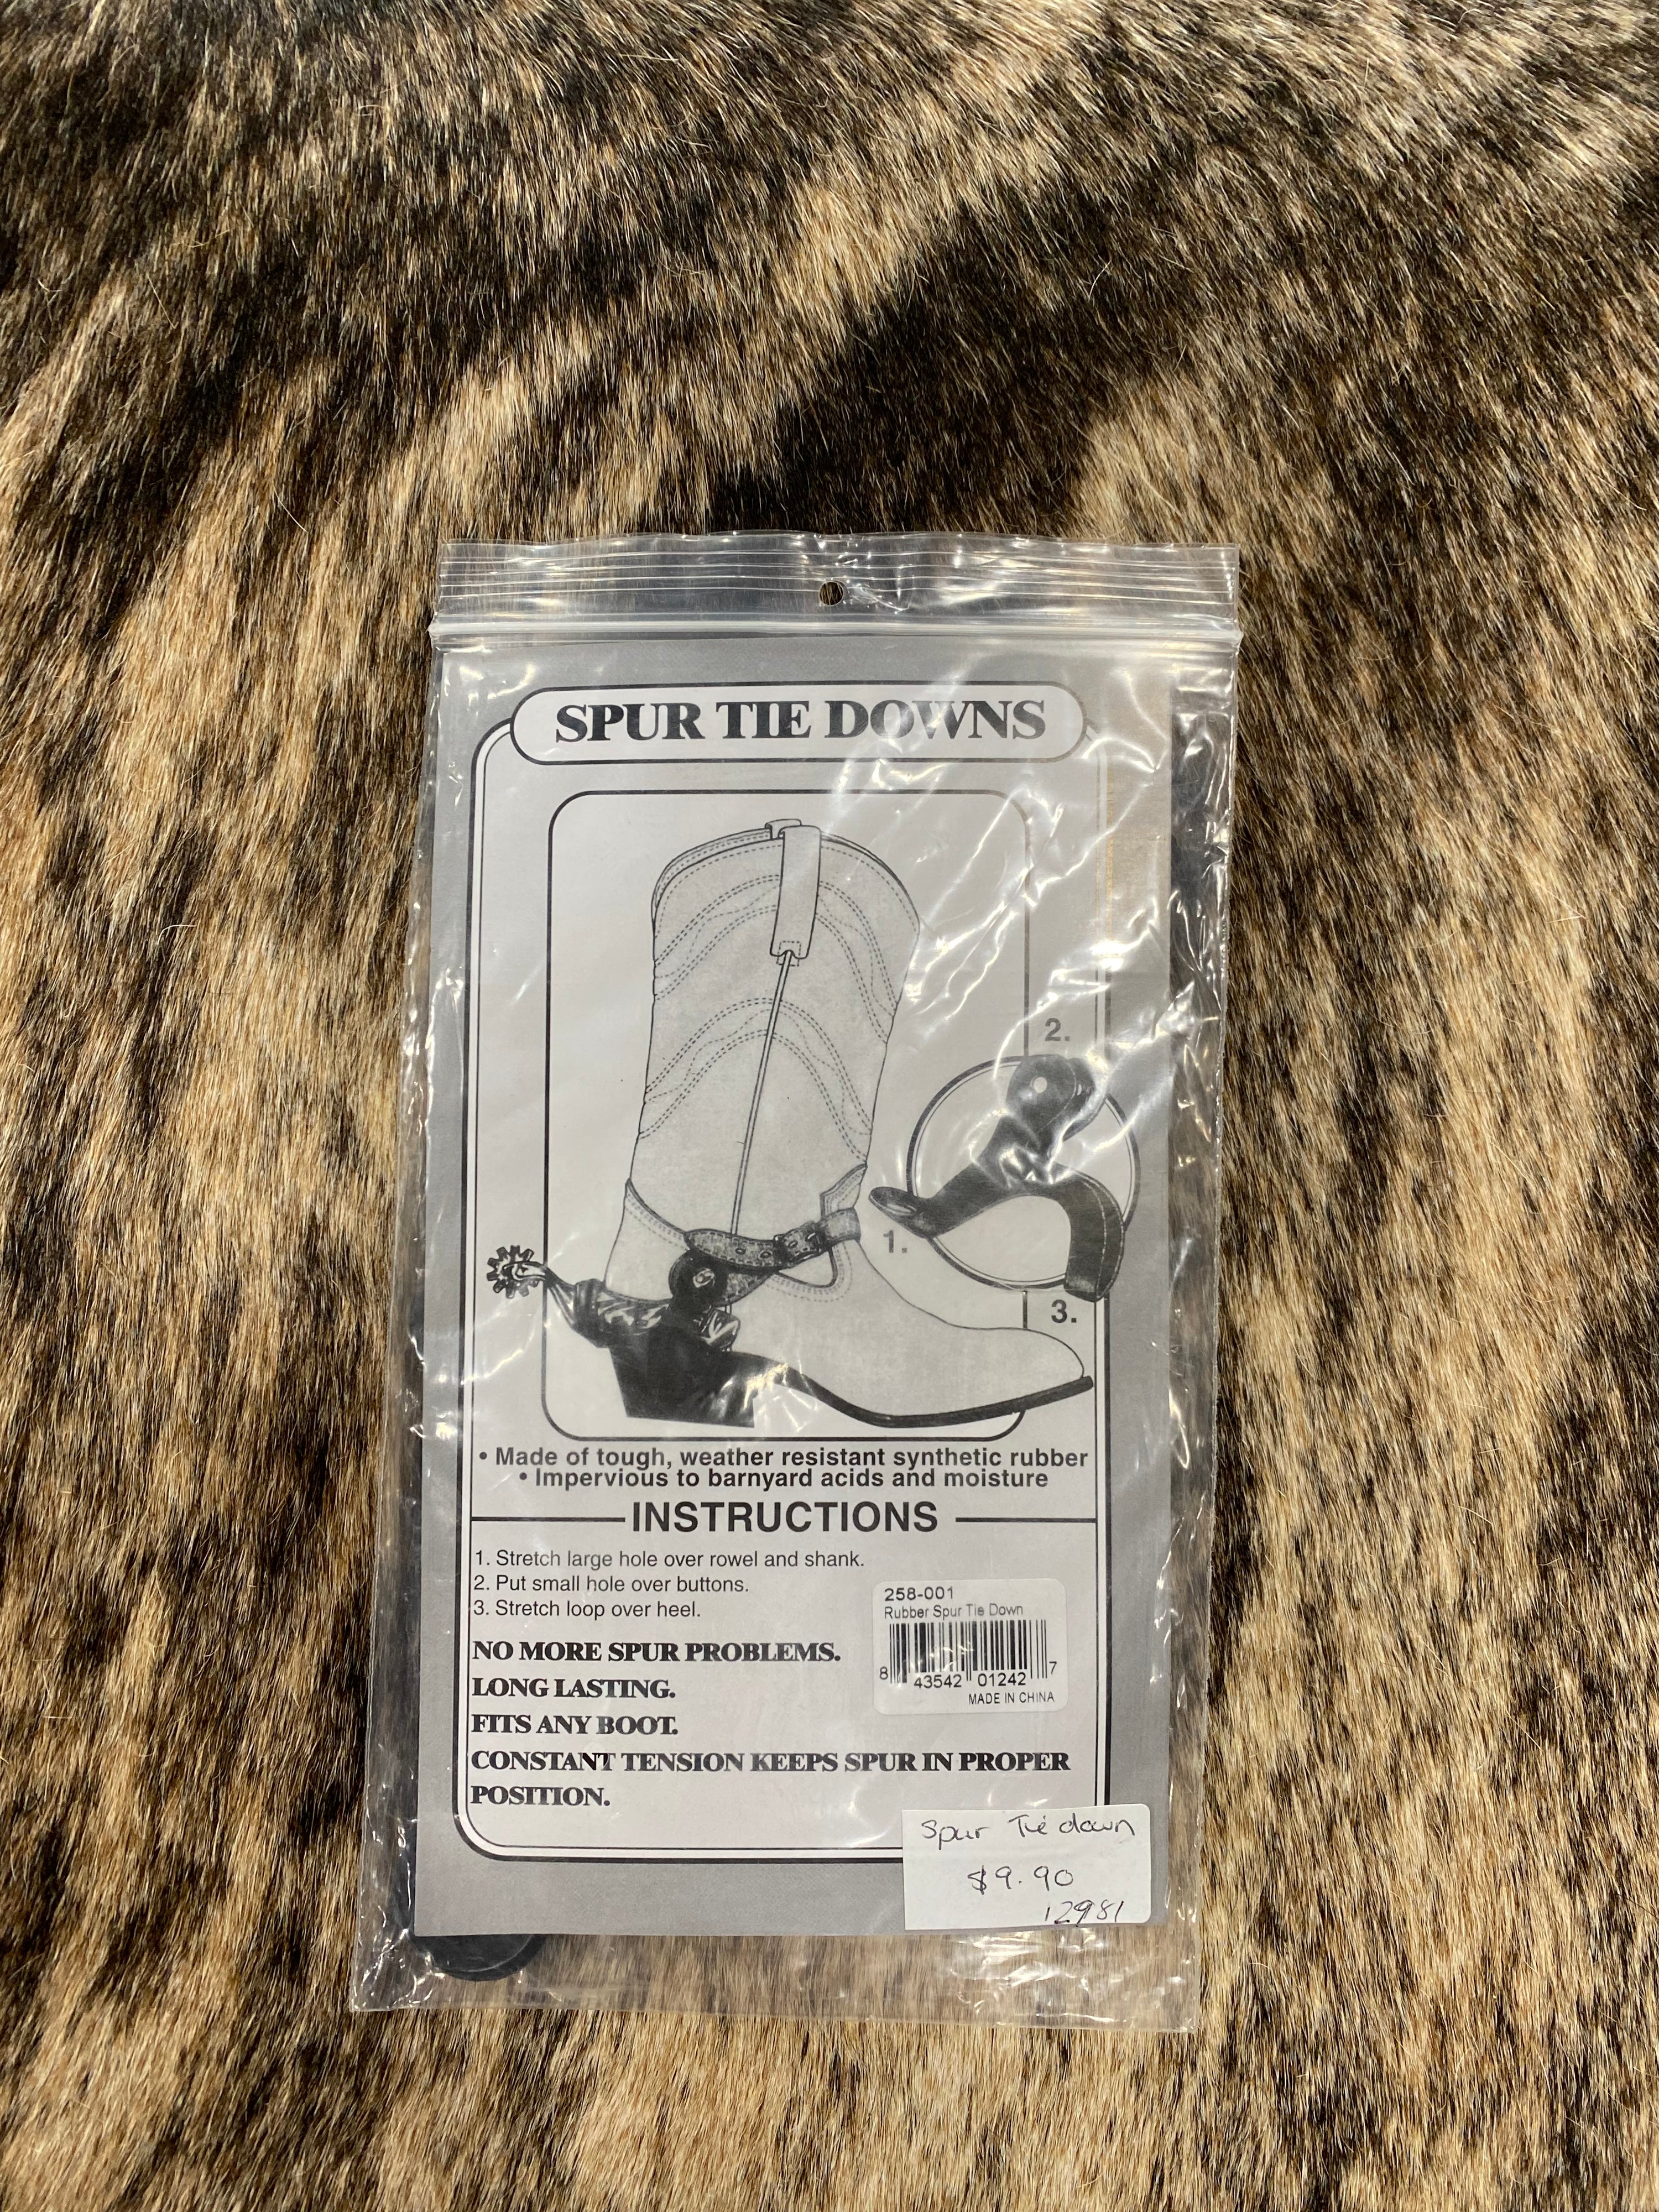 SPUR TIE DOWNS
2.
1.
3.
• Made of tough, weather resistant synthetic rubber
• Impervious to barnyard acids and moisture
INSTRUCTIONS
1. Stretch large hole over rowel and shank.
2. Put small hole over buttons.
3. Stretch loop over heel.
258-001
Rubber Spur Tie Down
8 43542 01242 7
MADE IN CHINA
NO MORE SPUR PROBLEMS.
LONG LASTING.
FITS ANY BOOT.
CONSTANT TENSION KEEPS SPUR IN PROPER
POSITION.
Spur Tie down
$9.90
12981